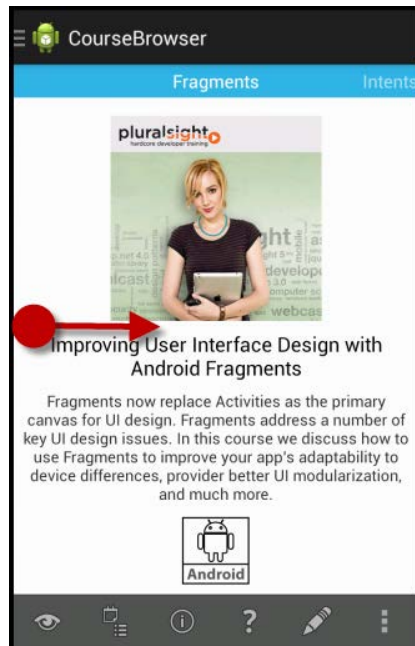 CourseBrowser
Fragments
Intents
pluralsight
hardcore developer training
Improving User Interface Design with
Android Fragments
Fragments now replace Activities as the primary
canvas for UI design. Fragments address a number of
key UI design issues. In this course we discuss how to
use Fragments to improve your app's adaptability to
device differences, provider better UI modularization,
and much more.
Android
?